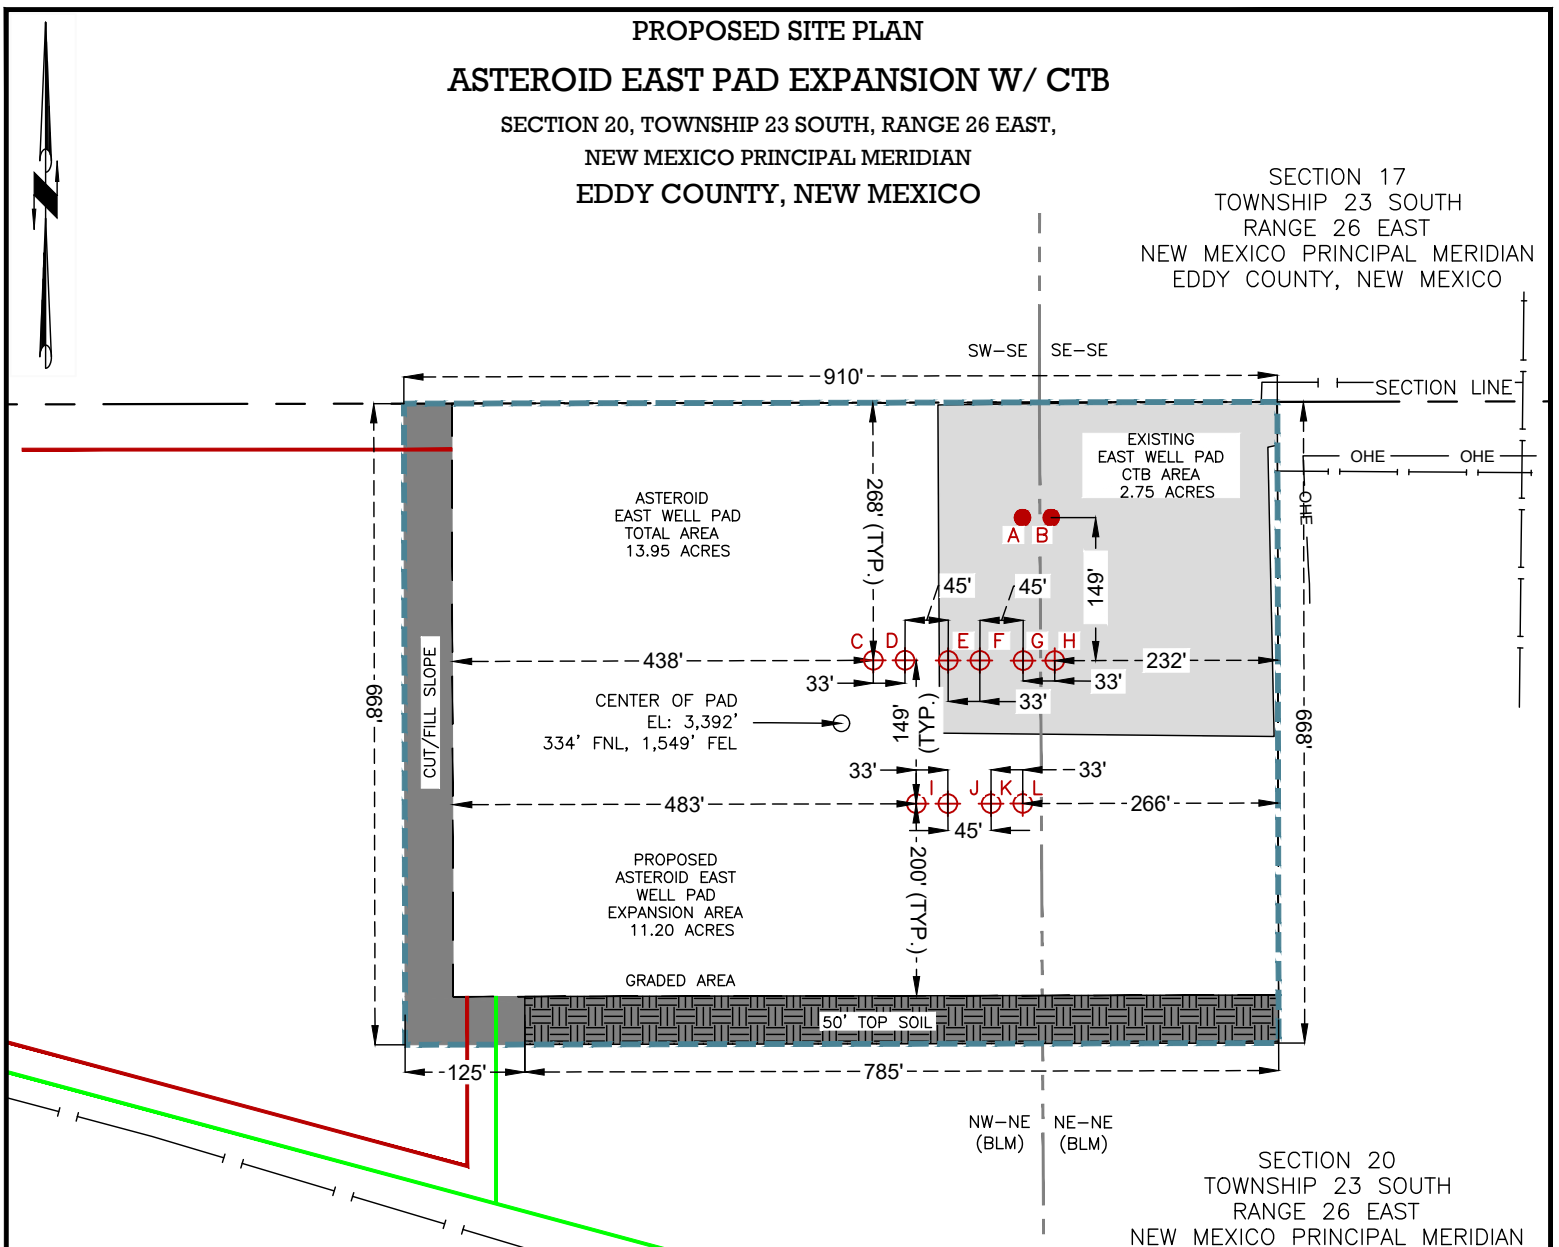 PROPOSED SITE PLAN
ASTEROID EAST PAD EXPANSION W/ CTB
SECTION 20, TOWNSHIP 23 SOUTH, RANGE 26 EAST,
NEW MEXICO PRINCIPAL MERIDIAN
EDDY COUNTY, NEW MEXICO
SECTION 17
TOWNSHIP 23 SOUTH
RANGE 26 EAST
NEW MEXICO PRINCIPAL MERIDIAN
EDDY COUNTY, NEW MEXICO
SW-SE SE-SE
910'
SECTION LINE
EXISTING
EAST WELL PAD
CTB AREA
2.75 ACRES
OHE OHE
OHE
268' (TYP.)
ASTEROID
EAST WELL PAD
TOTAL AREA
13.95 ACRES
A B
149'
45' 45'
C D E F G H
438'
232'
33' 33' 33'
CUT/FILL SLOPE
668'
668'
CENTER OF PAD
EL: 3,392'
334' FNL, 1,549' FEL
149'
(TYP.)
33' 33'
I J K L
483'
266'
45'
200' (TYP.)
PROPOSED
ASTEROID EAST
WELL PAD
EXPANSION AREA
11.20 ACRES
GRADED AREA
50' TOP SOIL
125' 785'
NW-NE NE-NE
(BLM) (BLM)
SECTION 20
TOWNSHIP 23 SOUTH
RANGE 26 EAST
NEW MEXICO PRINCIPAL MERIDIAN